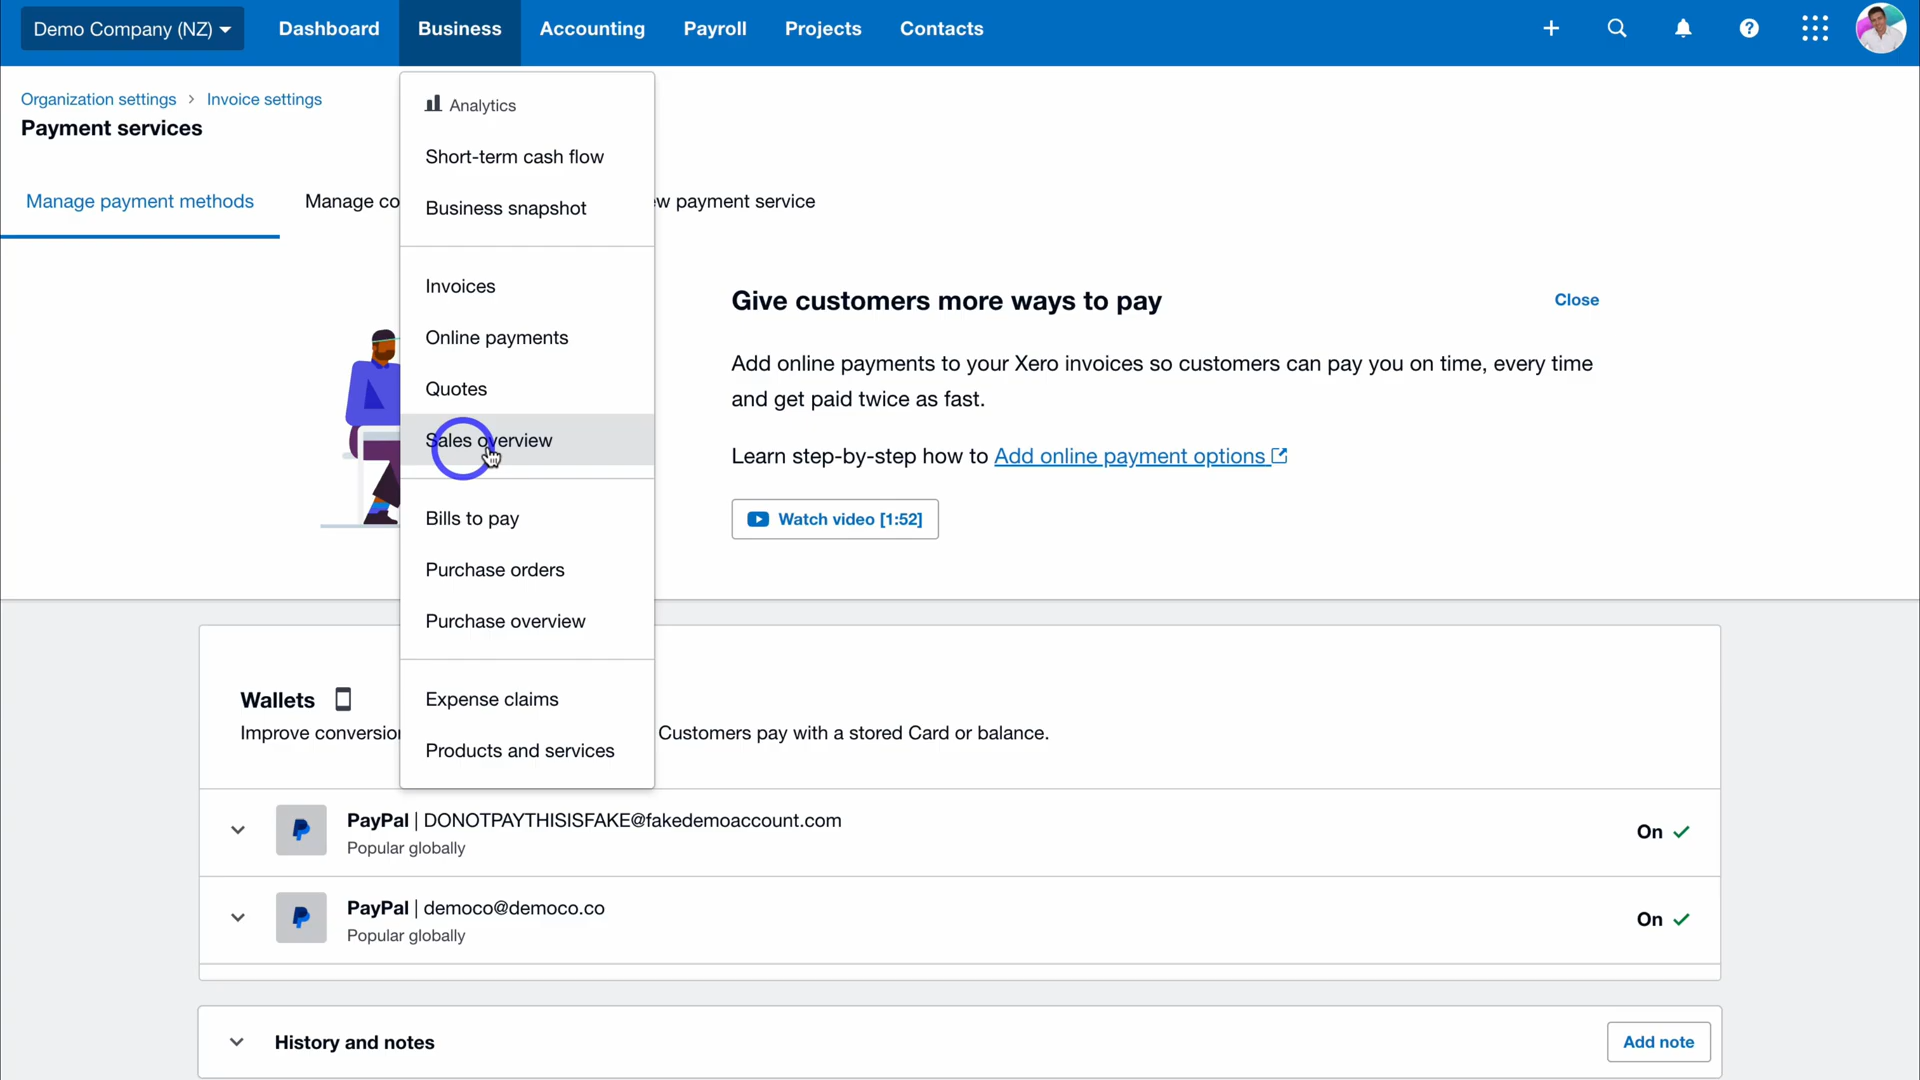 Demo Company (NZ)
Dashboard
Business
Accounting
Payroll
Projects
Contacts
Organization settings
Invoice settings
Payment services
Manage payment methods
Manage co
w payment service
Analytics
Short-term cash flow
Business snapshot
Invoices
Online payments
Quotes
Sales overview
Bills to pay
Purchase orders
Purchase overview
Expense claims
Products and services
Give customers more ways to pay
Close
Add online payments to your Xero invoices so customers can pay you on time, every time
and get paid twice as fast.
Learn step-by-step how to Add online payment options
Watch video [1:52]
Wallets
Improve conversion
Customers pay with a stored Card or balance.
PayPal | DONOTPAYTHISISFAKE@fakedemoaccount.com
Popular globally
On
PayPal | democo@democo.co
Popular globally
On
History and notes
Add note